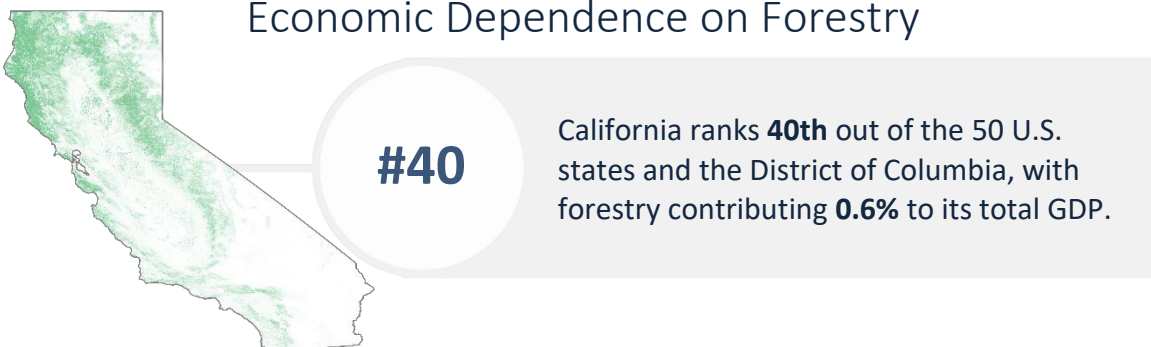 Economic Dependence on Forestry
#40
California ranks 40th out of the 50 U.S.
states and the District of Columbia, with
forestry contributing 0.6% to its total GDP.